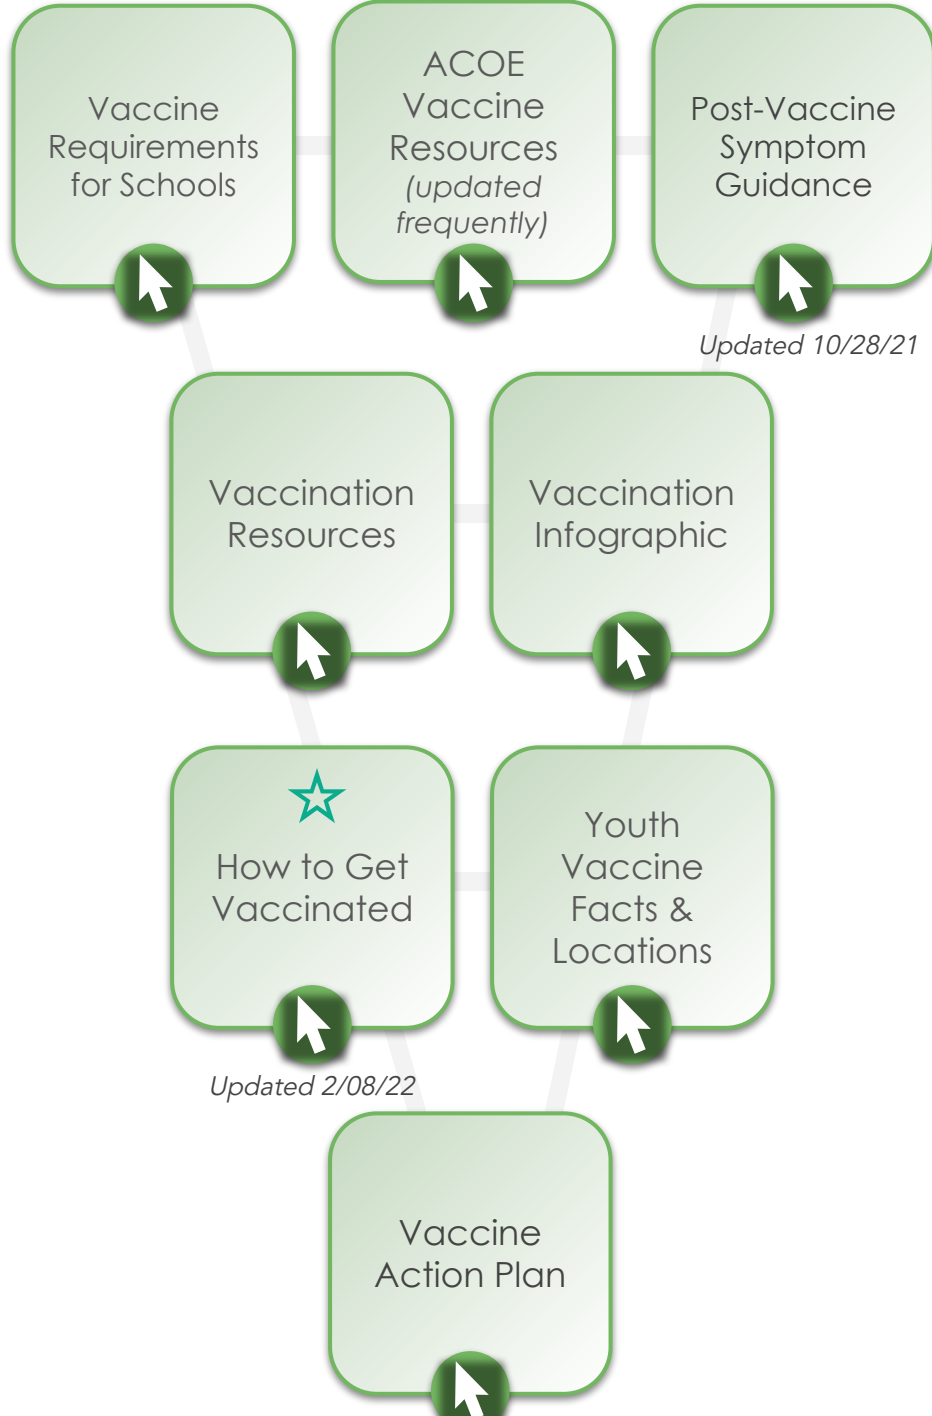 Vaccine
Requirements
for Schools
ACOE
Vaccine
Resources
(updated
frequently)
Post-Vaccine
Symptom
Guidance
Updated 10/28/21
Vaccination
Resources
Vaccination
Infographic
How to Get
Vaccinated
Updated 2/08/22
Youth
Vaccine
Facts &
Locations
Vaccine
Action Plan